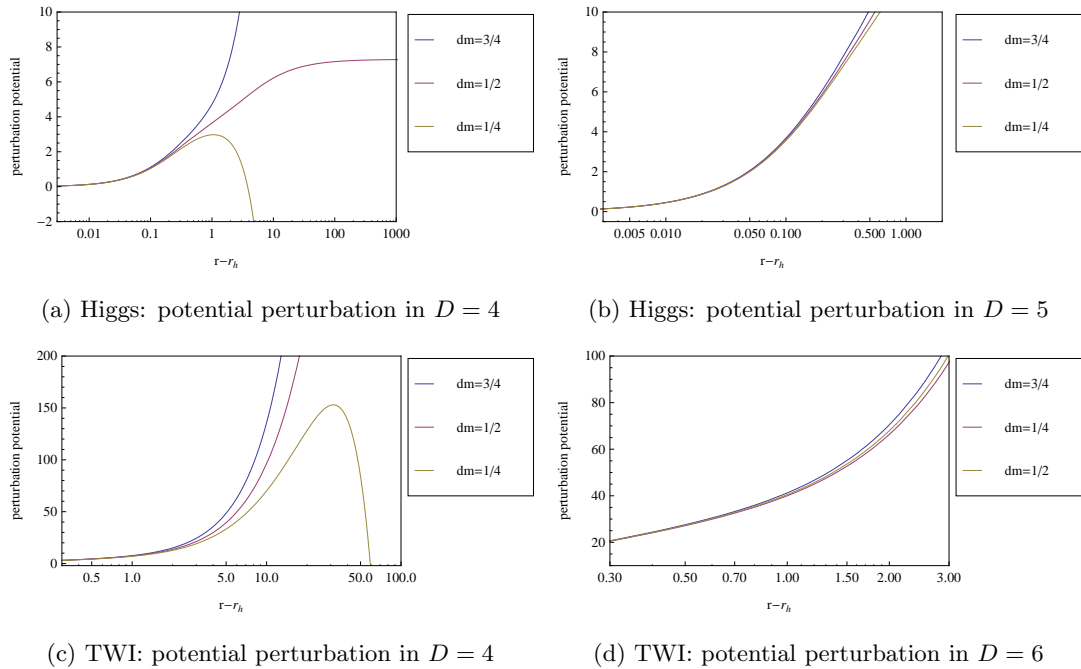 10
8
6
4
2
0
−2
perturbation potential
0.01 0.1 1 10 100 1000
r−r_h
dm=3/4
dm=1/2
dm=1/4
(a) Higgs: potential perturbation in D = 4
10
8
6
4
2
0
perturbation potential
0.005 0.010 0.050 0.100 0.500 1.000
r−r_h
dm=3/4
dm=1/2
dm=1/4
(b) Higgs: potential perturbation in D = 5
200
150
100
50
0
perturbation potential
0.5 1.0 5.0 10.0 50.0 100.0
r−r_h
dm=3/4
dm=1/2
dm=1/4
(c) TWI: potential perturbation in D = 4
100
80
60
40
20
perturbation potential
0.30 0.50 0.70 1.00 1.50 2.00 3.00
r−r_h
dm=3/4
dm=1/4
dm=1/2
(d) TWI: potential perturbation in D = 6